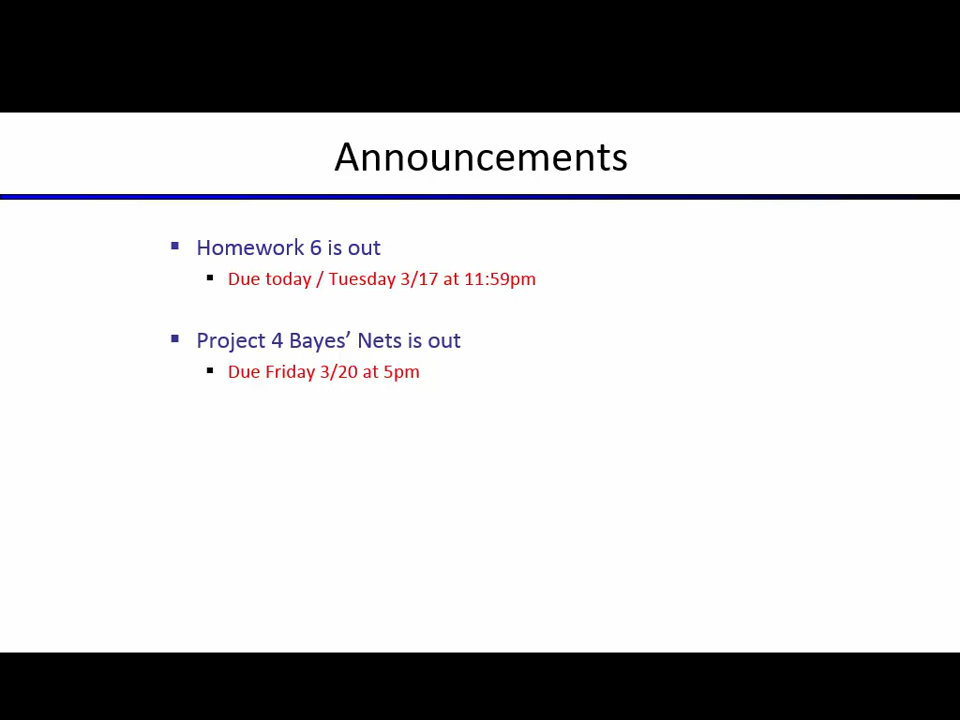 Announcements
Homework 6 is out
Due today / Tuesday 3/17 at 11:59pm
Project 4 Bayes’ Nets is out
Due Friday 3/20 at 5pm